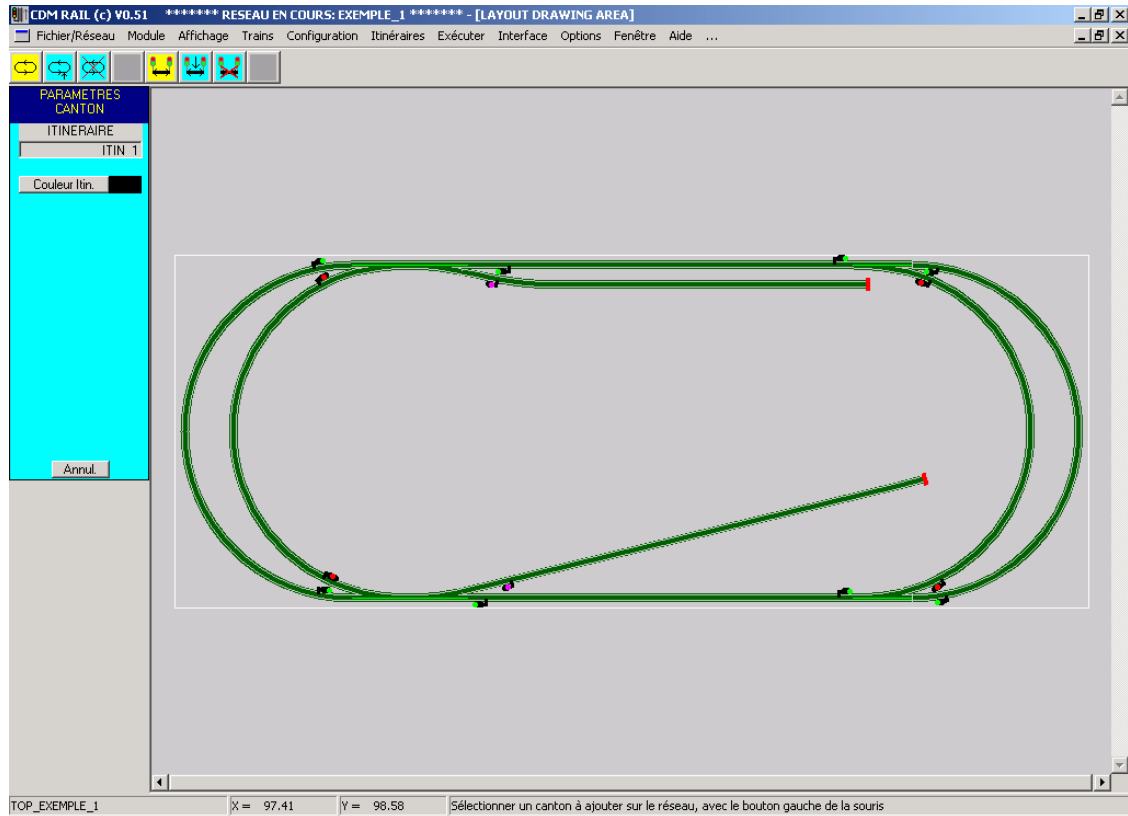 CDM RAIL (c) V0.51 ******* RESEAU EN COURS: EXEMPLE_1 ******* - [LAYOUT DRAWING AREA]
Fichier/Réseau Module Affichage Trains Configuration Itinéraires Exécuter Interface Options Fenêtre Aide ...
PARAMETRES
CANTON
ITINERAIRE
ITIN 1
Couleur Itin.
Annul.
TOP_EXEMPLE_1 X = 97.41 Y = 98.58 Sélectionner un canton à ajouter sur le réseau, avec le bouton gauche de la souris